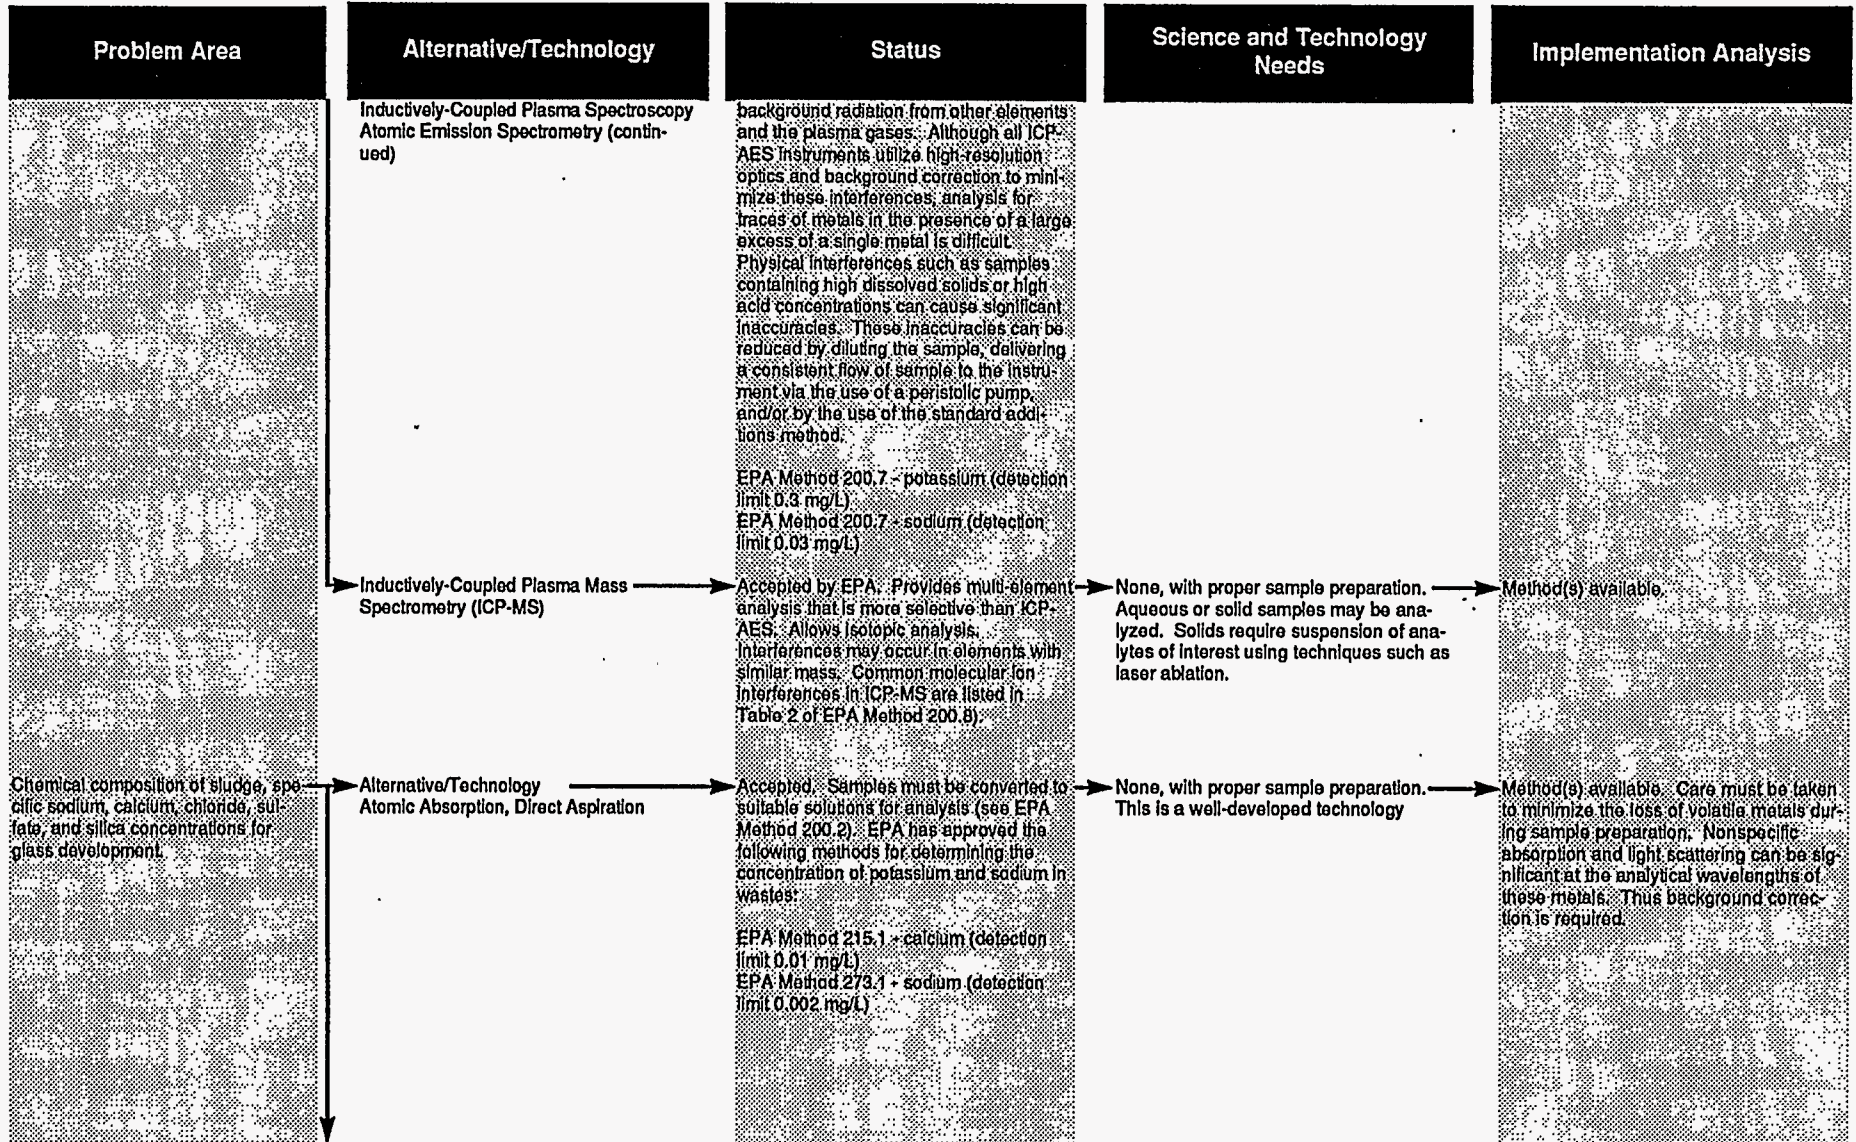 Problem Area
Alternative/Technology
Status
Science and Technology
Needs
Implementation Analysis
Inductively-Coupled Plasma Spectroscopy
Atomic Emission Spectrometry (contin-
ued)
background radiation from other elements
and the plasma gases. Although all ICP-
AES instruments utilize high-resolution
optics and background correction to mini-
mize these interferences, analysis for
traces of metals in the presence of a large
excess of a single metal is difficult.
Physical interferences such as samples
containing high dissolved solids or high
acid concentrations can cause significant
inaccuracies. These inaccuracies can be
reduced by diluting the sample, delivering
a consistent flow of sample to the instru-
ment via the use of a peristolic pump,
and/or by the use of the standard addi-
tions method.
EPA Method 200.7 - potassium (detection
limit 0.3 mg/L)
EPA Method 200.7 - sodium (detection
limit 0.03 mg/L)
Inductively-Coupled Plasma Mass
Spectrometry (ICP-MS)
Accepted by EPA. Provides multi-element
analysis that is more selective than ICP-
AES. Allows isotopic analysis.
Interferences may occur in elements with
similar mass. Common molecular ion
interferences in ICP-MS are listed in
Table 2 of EPA Method 200.8).
None, with proper sample preparation.
Aqueous or solid samples may be ana-
lyzed. Solids require suspension of ana-
lytes of interest using techniques such as
laser ablation.
Method(s) available.
Chemical composition of sludge, spe-
cific sodium, calcium, chloride, sul-
fate, and silica concentrations for
glass development.
Alternative/Technology
Atomic Absorption, Direct Aspiration
Accepted. Samples must be converted to
suitable solutions for analysis (see EPA
Method 200.2). EPA has approved the
following methods for determining the
concentration of potassium and sodium in
wastes:
EPA Method 215.1 - calcium (detection
limit 0.01 mg/L)
EPA Method 273.1 - sodium (detection
limit 0.002 mg/L)
None, with proper sample preparation.
This is a well-developed technology
Method(s) available. Care must be taken
to minimize the loss of volatile metals dur-
ing sample preparation. Nonspecific
absorption and light scattering can be sig-
nificant at the analytical wavelengths of
these metals. Thus background correc-
tion is required.